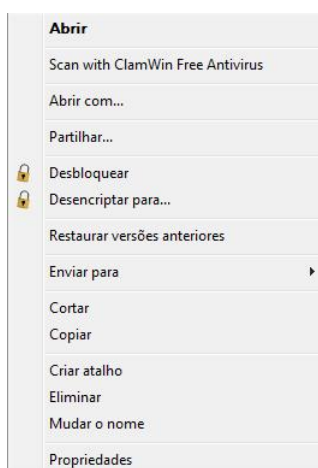 Abrir
Scan with ClamWin Free Antivirus
Abrir com...
Partilhar...
Desbloquear
Desencriptar para...
Restaurar versões anteriores
Enviar para
Cortar
Copiar
Criar atalho
Eliminar
Mudar o nome
Propriedades